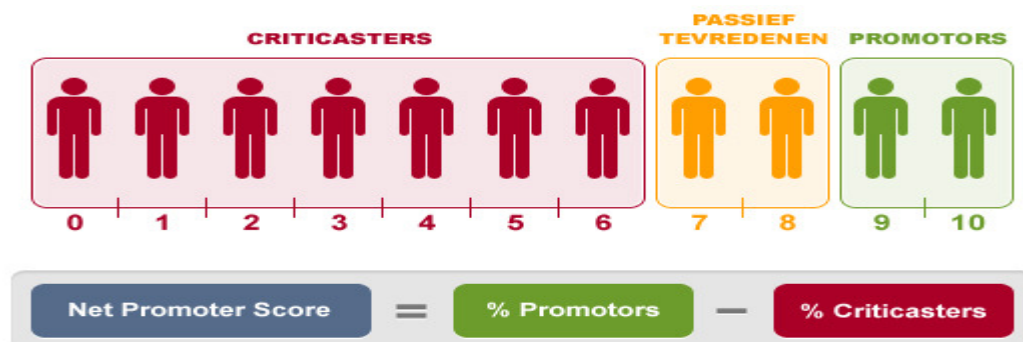 CRITICASTERS
PASSIEF
TEVREDENEN
PROMOTORS
0 1 2 3 4 5 6 7 8 9 10
Net Promoter Score = % Promotors − % Criticasters